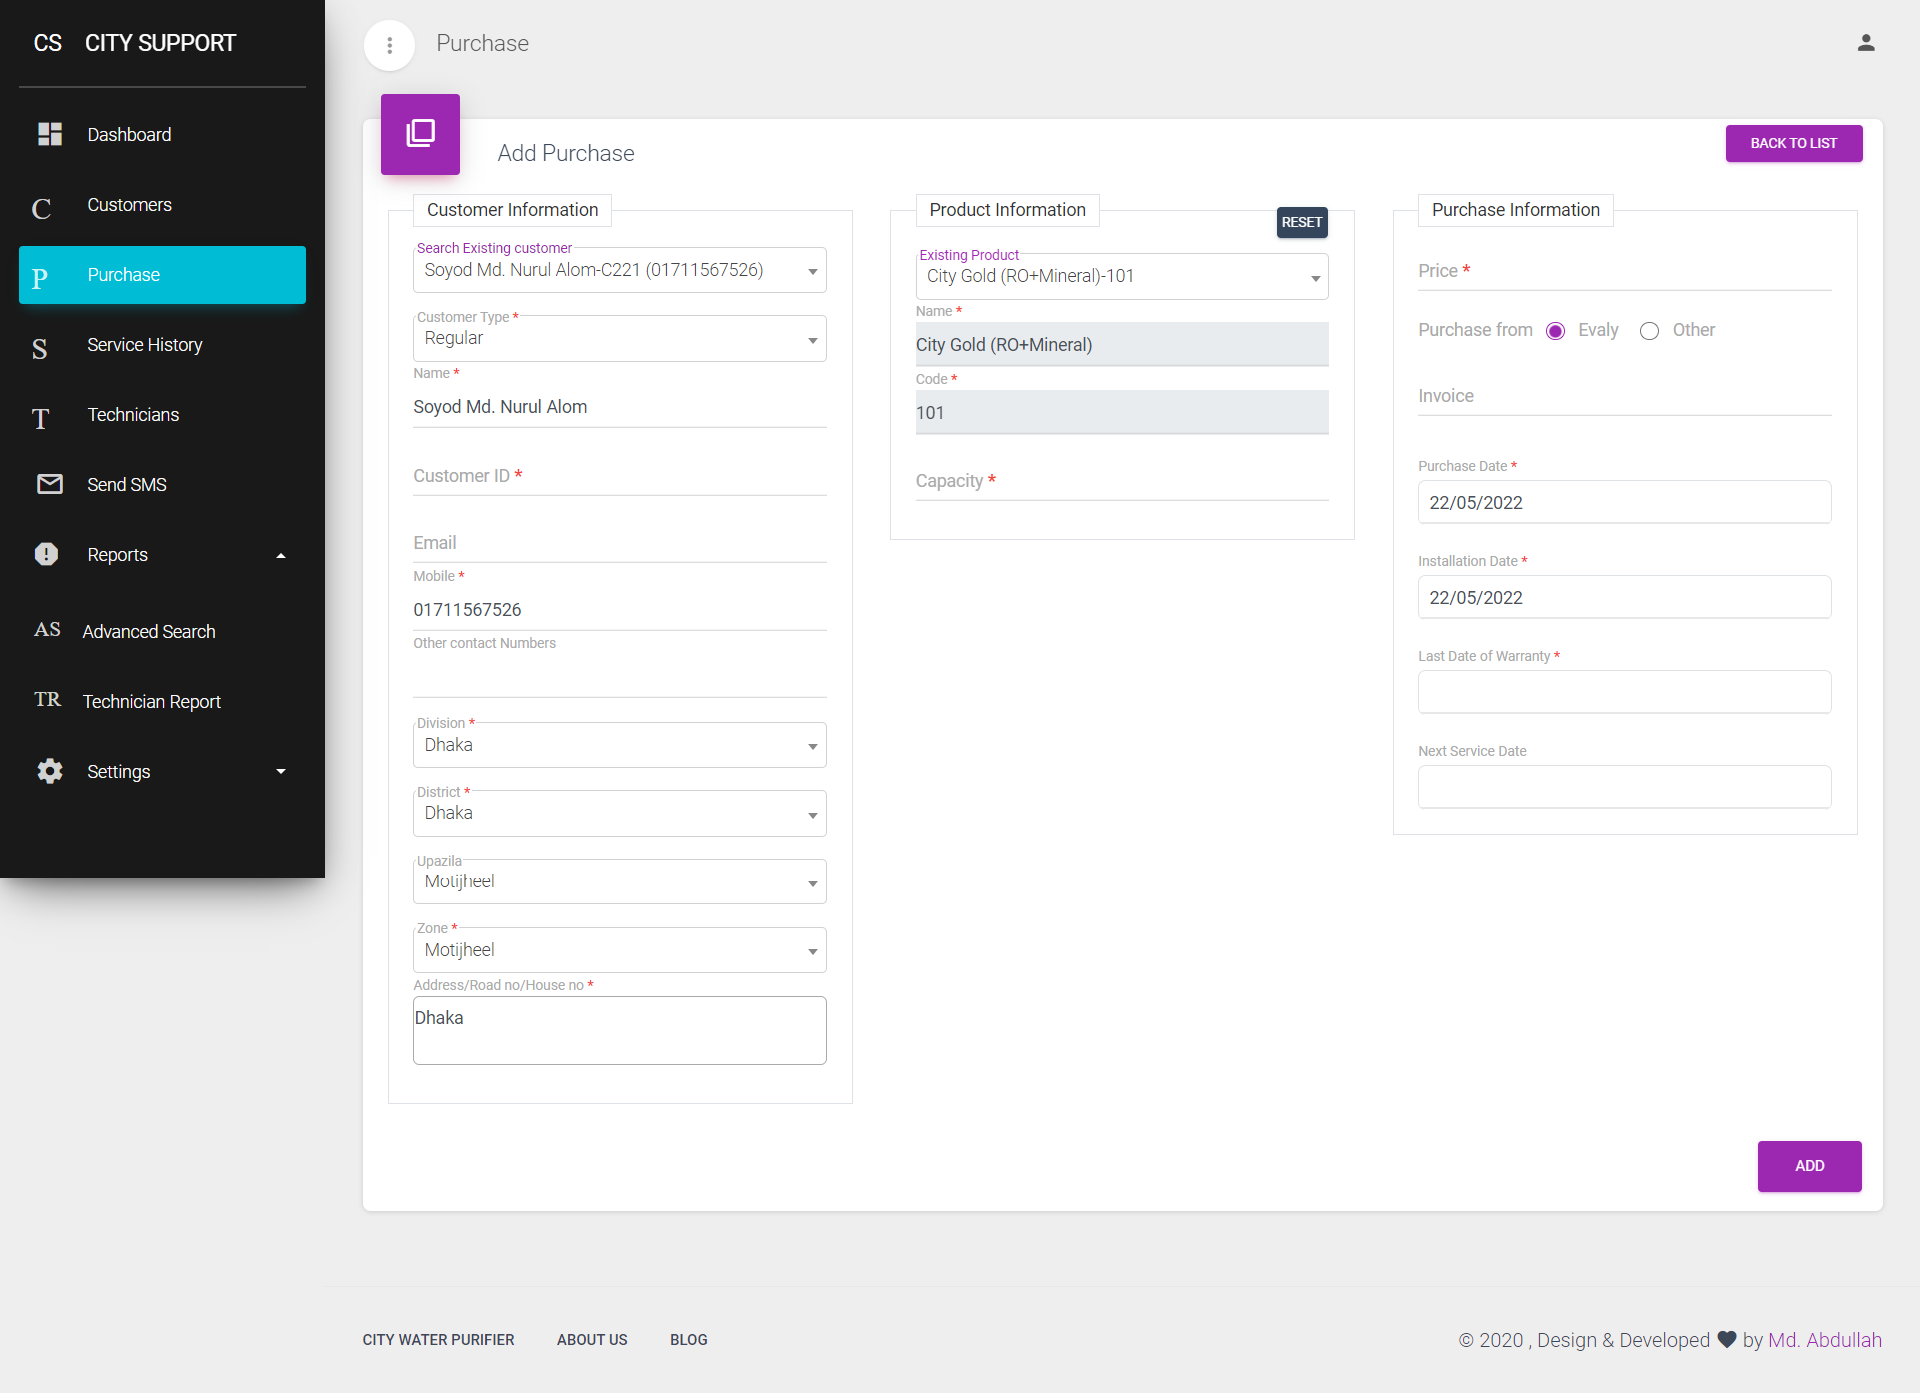 CS CITY SUPPORT
Dashboard
C Customers
P Purchase
S Service History
T Technicians
Send SMS
Reports
AS Advanced Search
TR Technician Report
Settings
Purchase
Add Purchase
BACK TO LIST
Customer Information
Search Existing customer
Soyod Md. Nurul Alom-C221 (01711567526)
Customer Type *
Regular
Name *
Soyod Md. Nurul Alom
Customer ID *
Email
Mobile *
01711567526
Other contact Numbers
Division *
Dhaka
District *
Dhaka
Upazila
Motijheel
Zone *
Motijheel
Address/Road no/House no *
Dhaka
Product Information
RESET
Existing Product
City Gold (RO+Mineral)-101
Name *
City Gold (RO+Mineral)
Code *
101
Capacity *
Purchase Information
Price *
Purchase from Evaly Other
Invoice
Purchase Date *
22/05/2022
Installation Date *
22/05/2022
Last Date of Warranty *
Next Service Date
ADD
CITY WATER PURIFIER ABOUT US BLOG
© 2020 , Design & Developed by Md. Abdullah